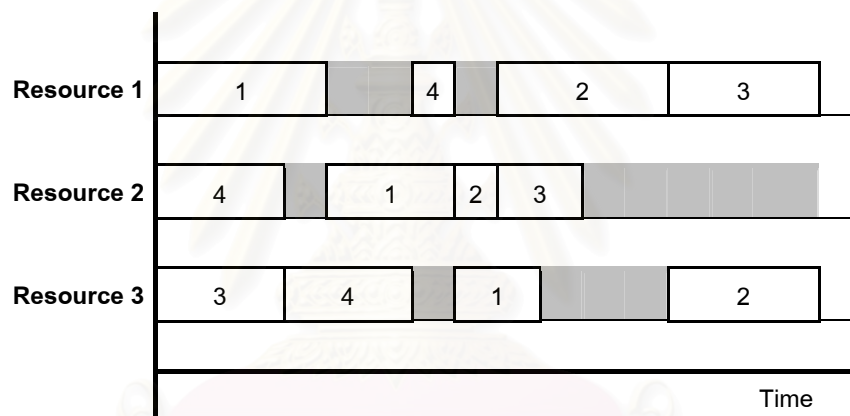 Resource 1 1 4 2 3
Resource 2 4 1 2 3
Resource 3 3 4 1 2
Time